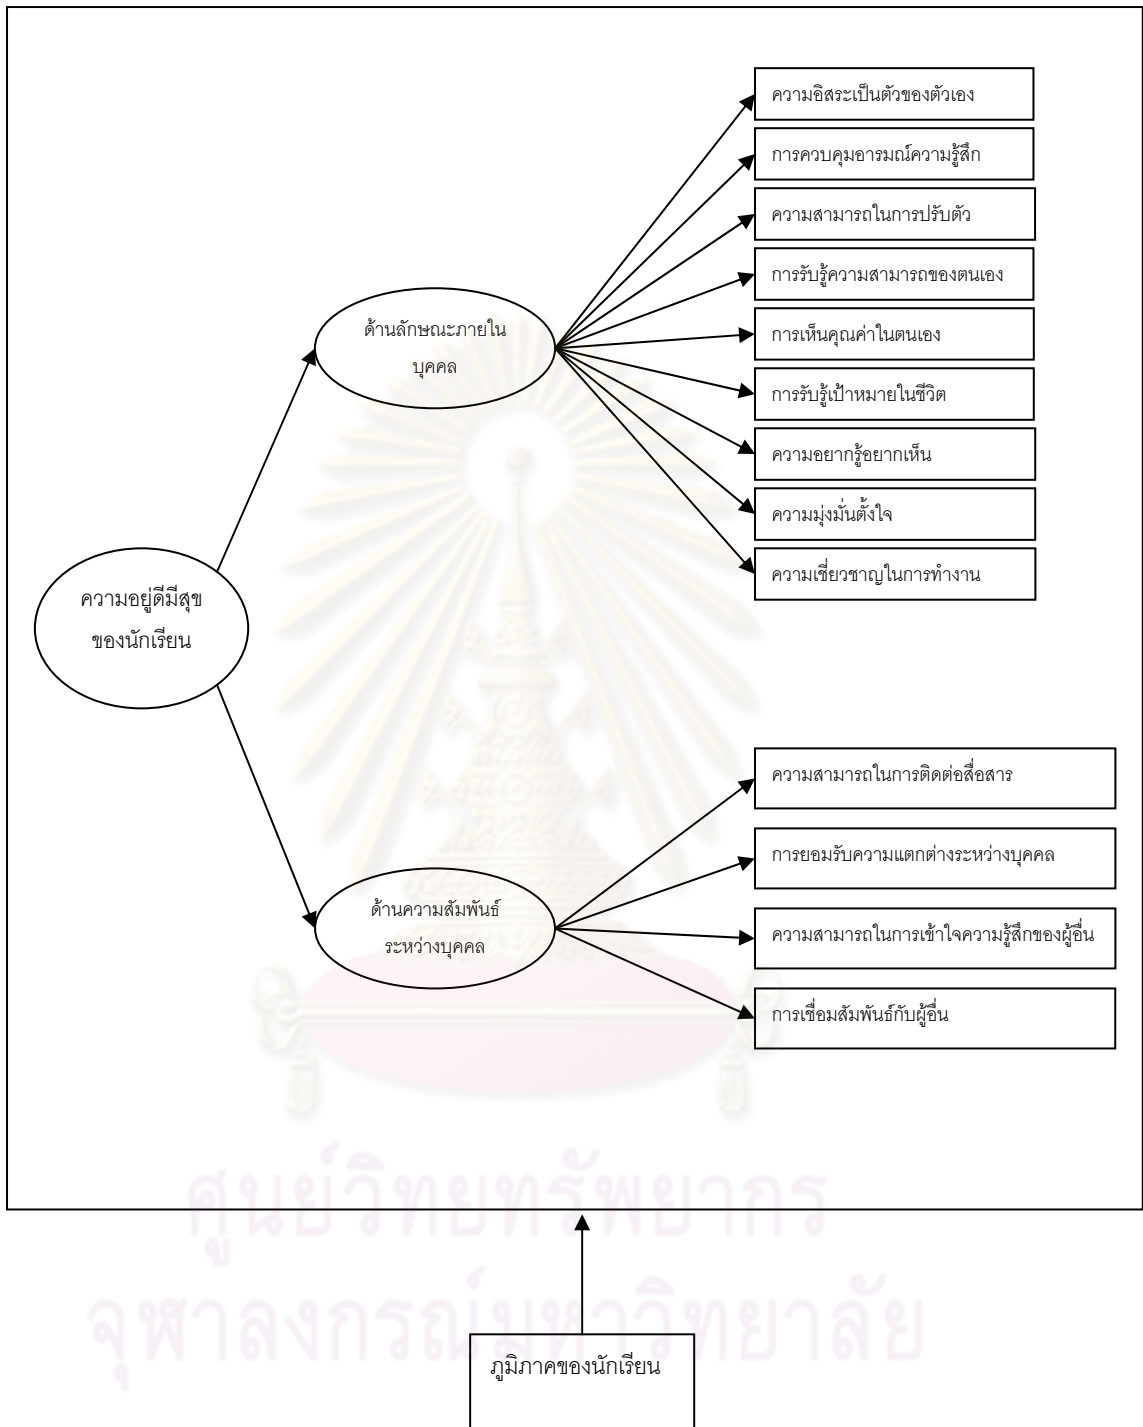 ความอิสระเป็นตัวของตัวเอง
การควบคุมอารมณ์ความรู้สึก
ความสามารถในการปรับตัว
การรับรู้ความสามารถของตนเอง
ด้านลักษณะภายใน
บุคคล
การเห็นคุณค่าในตนเอง
การรับรู้เป้าหมายในชีวิต
ความอยากรู้อยากเห็น
ความมุ่งมั่นตั้งใจ
ความเชี่ยวชาญในการทำงาน
ความอยู่ดีมีสุข
ของนักเรียน
ความสามารถในการติดต่อสื่อสาร
การยอมรับความแตกต่างระหว่างบุคคล
ด้านความสัมพันธ์
ระหว่างบุคคล
ความสามารถในการเข้าใจความรู้สึกของผู้อื่น
การเชื่อมสัมพันธ์กับผู้อื่น
ศูนย์วิทยทรัพยากร
จุฬาลงกรณ์มหาวิทยาลัย
ภูมิภาคของนักเรียน